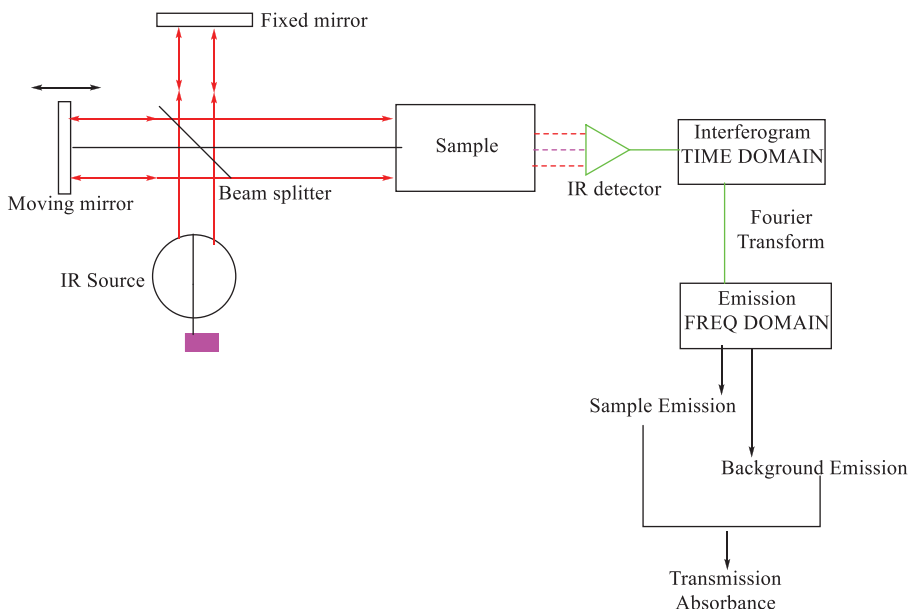 Fixed mirror
Interferogram
TIME DOMAIN
Sample
IR detector
Beam splitter
Moving mirror
Fourier
Transform
IR Source
Emission
FREQ DOMAIN
Sample Emission
Background Emission
Transmission
Absorbance